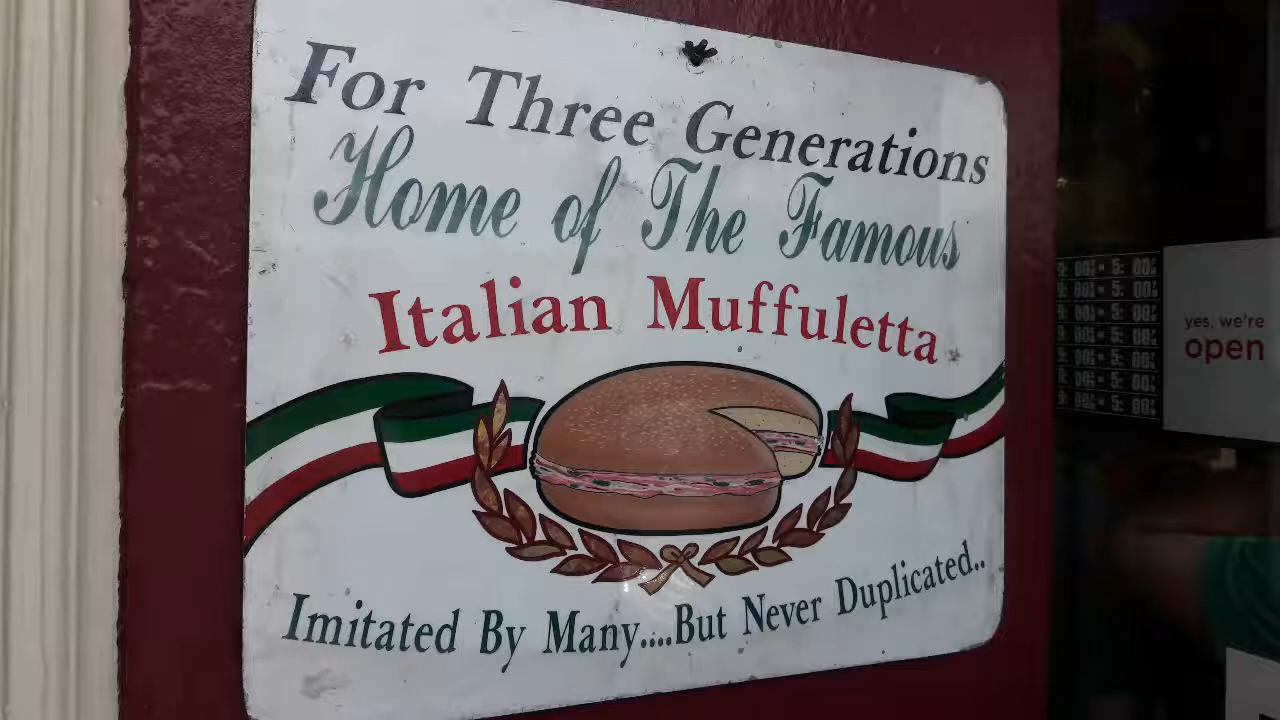 For Three Generations
Home of The Famous
Italian Muffuletta
Imitated By Many....But Never Duplicated..
yes, we're
open